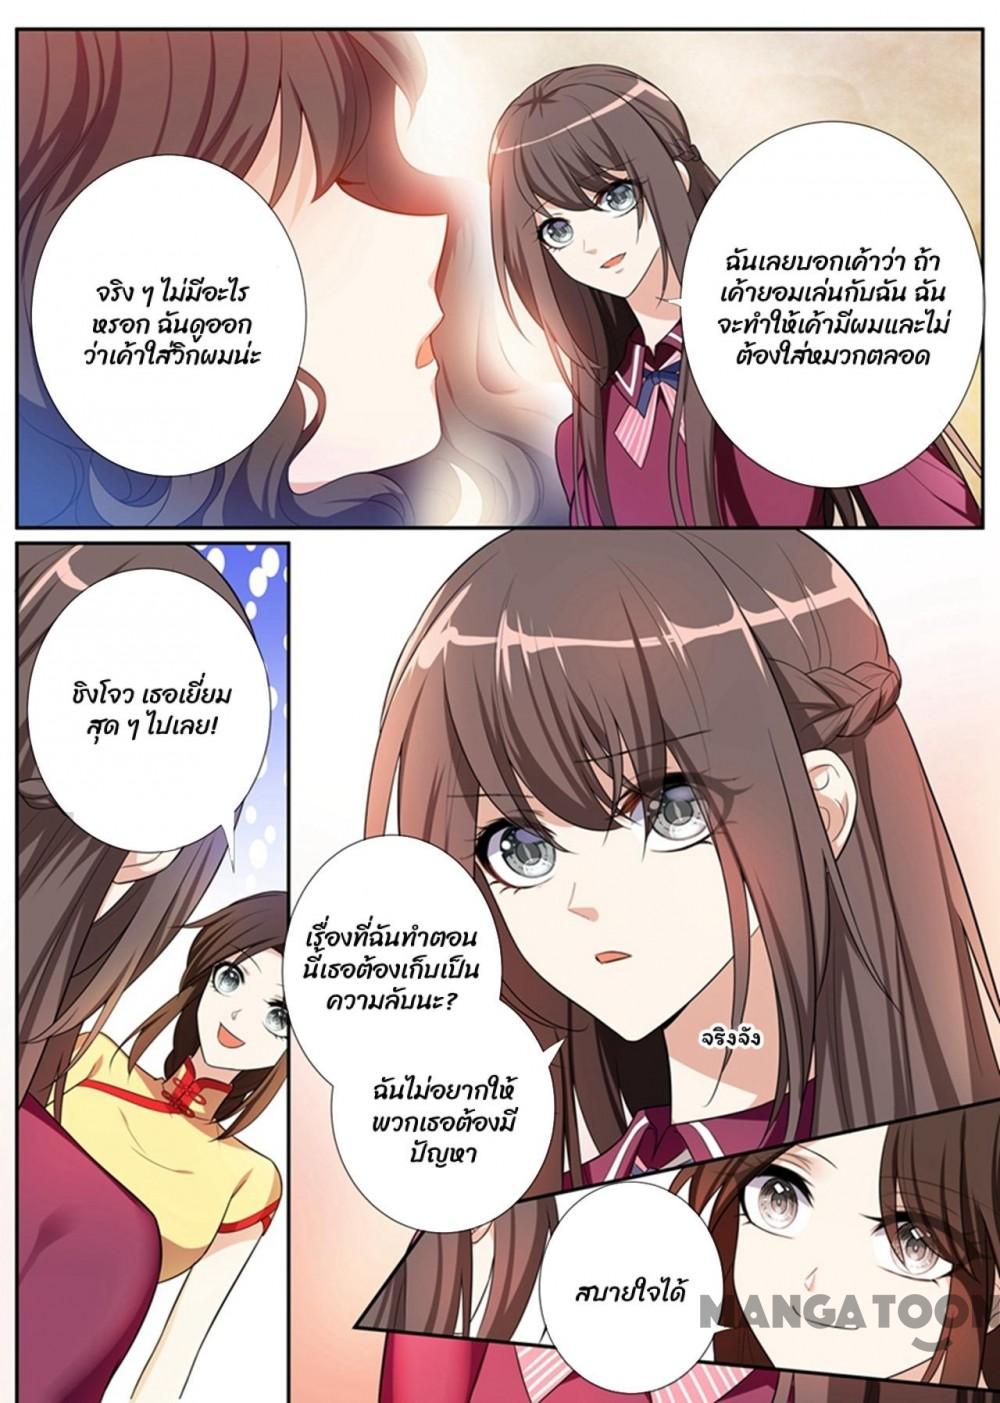 จริง ๆ ไม่มีอะไร
หรอก ฉันดูออก
ว่าเค้าใส่วิกผมน่ะ
ฉันเลยบอกเค้าว่า ถ้า
เค้ายอมเล่นกับฉัน ฉัน
จะทำให้เค้ามีผมและไม่
ต้องใส่หมวกตลอด
ชิงโจว เธอเยี่ยม
สุด ๆ ไปเลย!
เรื่องที่ฉันทำตอน
นี้เธอต้องเก็บเป็น
ความลับนะ?
จริงจัง
ฉันไม่อยากให้
พวกเธอต้องมี
ปัญหา
สบายใจได้
MANGATOON